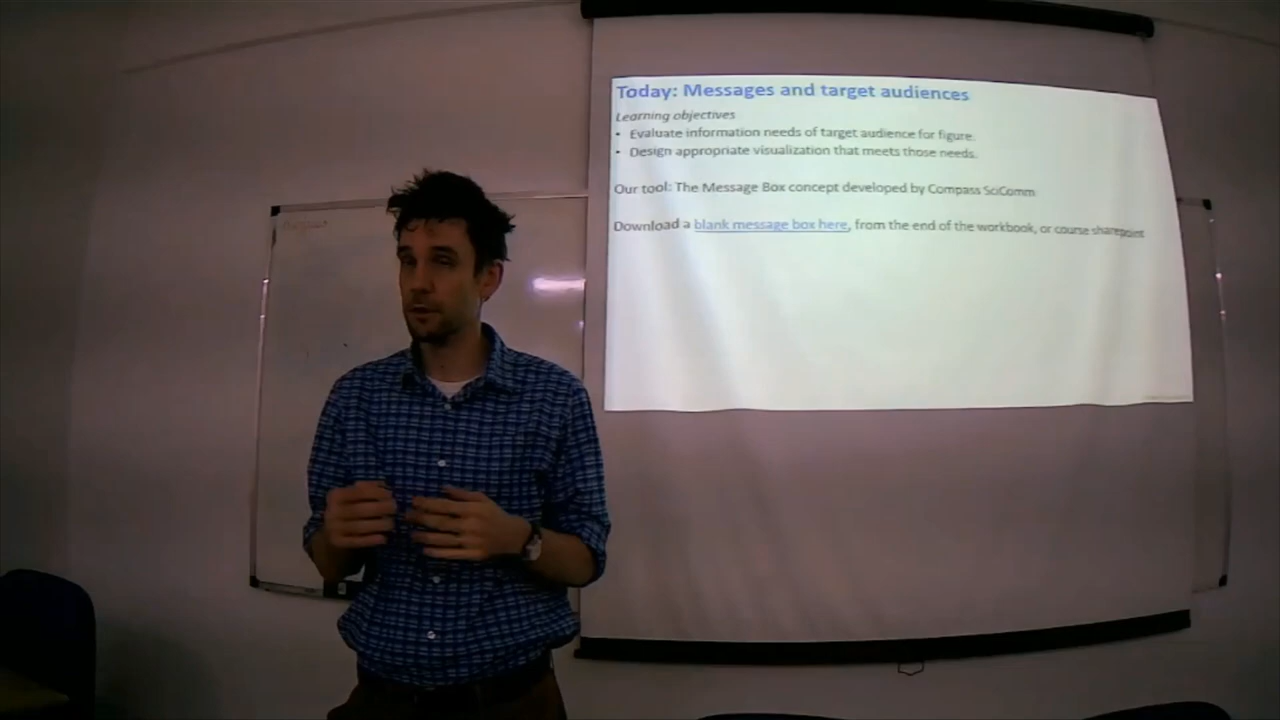 Today: Messages and target audiences
Learning objectives
• Evaluate information needs of target audience for figure.
• Design appropriate visualization that meets those needs.
Our tool: The Message Box concept developed by Compass SciComm
Download a blank message box here, from the end of the workbook, or course sharepoint